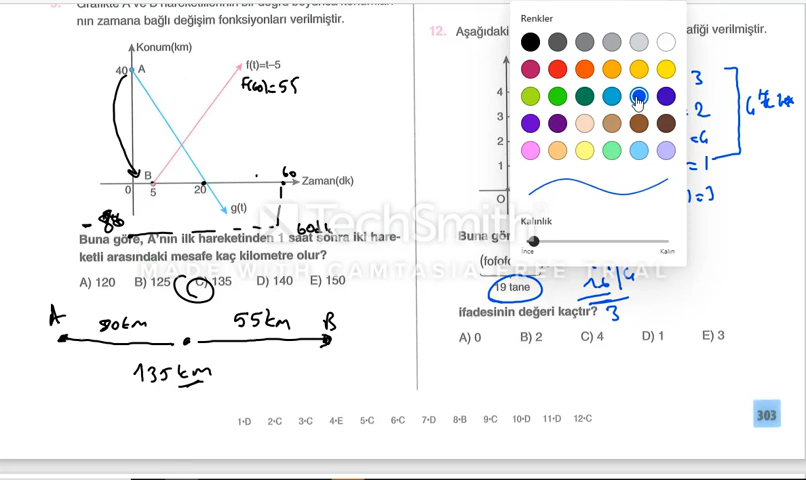 nın zamana bağlı değişim fonksiyonları verilmiştir.
Konum(km)
40 A
f(t)=t–5
f(60)=55
B
0 5 20
60
Zaman(dk)
g(t)
60dk
Buna göre, A'nın ilk hareketinden 1 saat sonra iki hare-
ketli arasındaki mesafe kaç kilometre olur?
A) 120 B) 125 C) 135 D) 140 E) 150
A 80km 55km B
135km
12. Aşağıdaki
afiği verilmiştir.
4
3
2
1
O
3
2
=4
=1
)=3
Renkler
Kalınlık
İnce Kalın
Buna gör
(fofofo
19 tane
3
ifadesinin değeri kaçtır?
A) 0 B) 2 C) 4 D) 1 E) 3
TechSmith
MADE WITH CAMTASIA FREE TRIAL
1-D 2-C 3-C 4-E 5-C 6-C 7-D 8-B 9-C 10-D 11-D 12-C
303